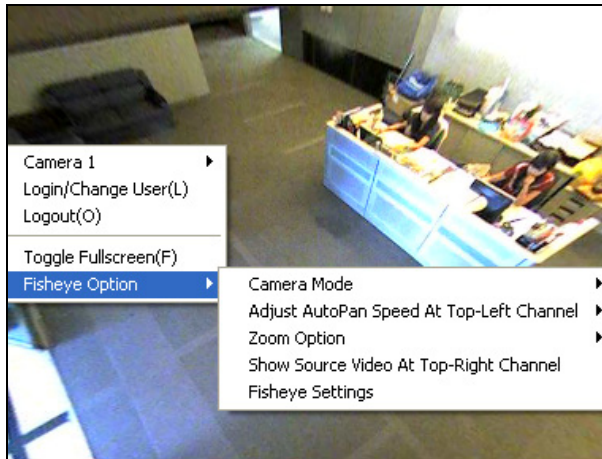 Camera 1
Login/Change User(L)
Logout(O)
Toggle Fullscreen(F)
Fisheye Option
Camera Mode
Adjust AutoPan Speed At Top-Left Channel
Zoom Option
Show Source Video At Top-Right Channel
Fisheye Settings